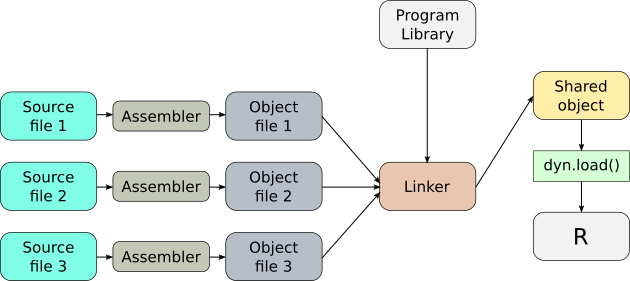 Program
Library
Shared
object
Source
file 1
Assembler
Object
file 1
dyn.load()
Source
file 2
Assembler
Object
file 2
Linker
R
Source
file 3
Assembler
Object
file 3